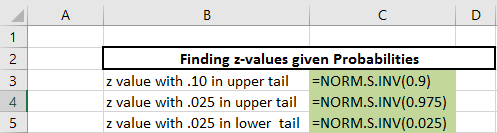 A B C D
1
2 Finding z-values given Probabilities
3 z value with .10 in upper tail =NORM.S.INV(0.9)
4 z value with .025 in upper tail =NORM.S.INV(0.975)
5 z value with .025 in lower  tail =NORM.S.INV(0.025)